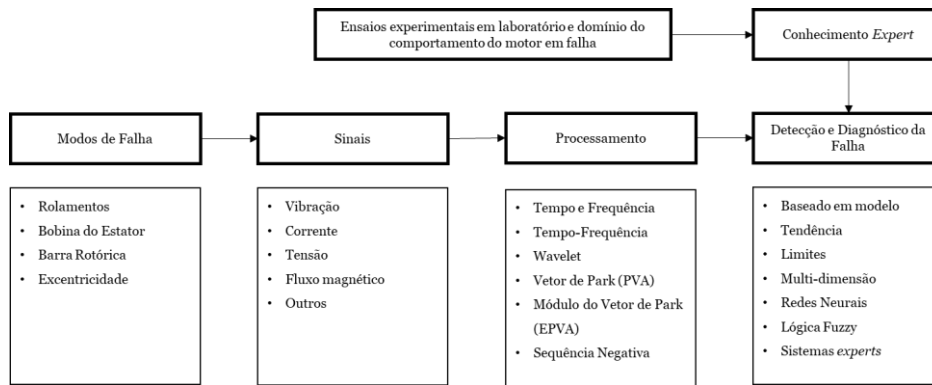 Ensaios experimentais em laboratório e domínio do
comportamento do motor em falha
Conhecimento Expert
Modos de Falha
Sinais
Processamento
Detecção e Diagnóstico da
Falha
• Rolamentos
• Bobina do Estator
• Barra Rotórica
• Excentricidade
• Vibração
• Corrente
• Tensão
• Fluxo magnético
• Outros
• Tempo e Frequência
• Tempo-Frequência
• Wavelet
• Vetor de Park (PVA)
• Módulo do Vetor de Park
(EPVA)
• Sequência Negativa
• Baseado em modelo
• Tendência
• Limites
• Multi-dimensão
• Redes Neurais
• Lógica Fuzzy
• Sistemas experts